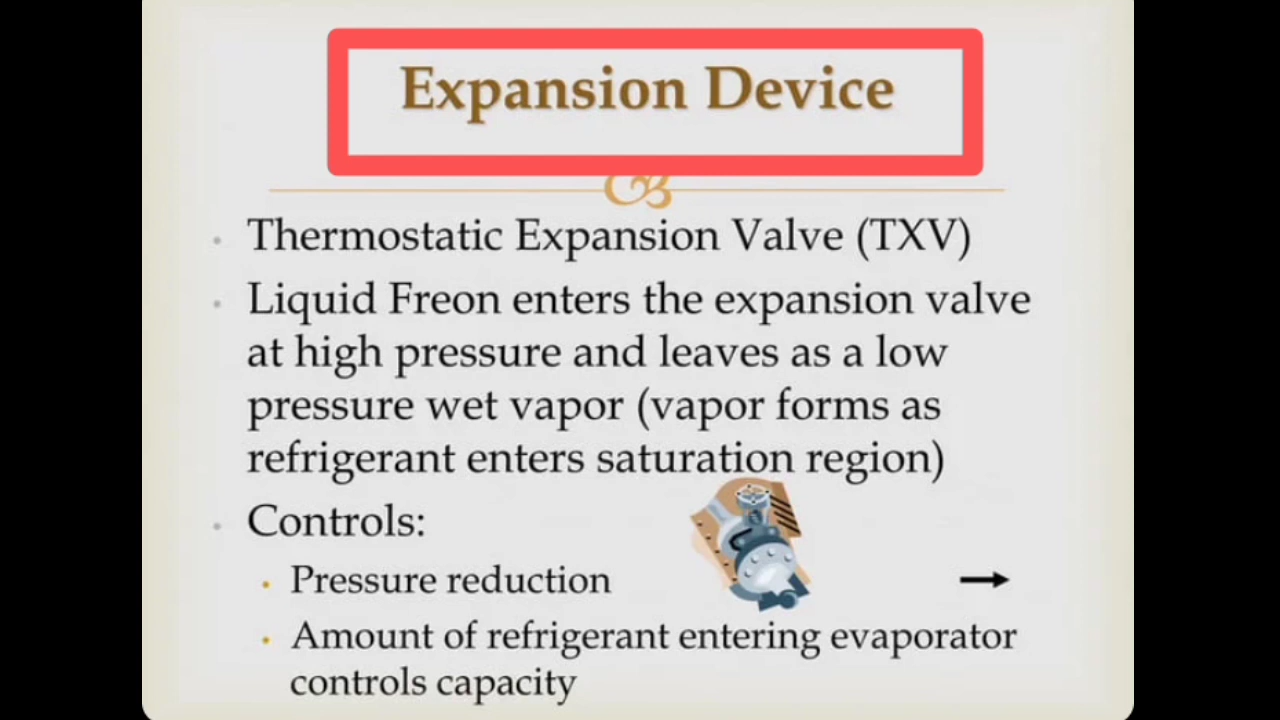 Expansion Device
Thermostatic Expansion Valve (TXV)
Liquid Freon enters the expansion valve
at high pressure and leaves as a low
pressure wet vapor (vapor forms as
refrigerant enters saturation region)
Controls:
Pressure reduction
Amount of refrigerant entering evaporator
controls capacity